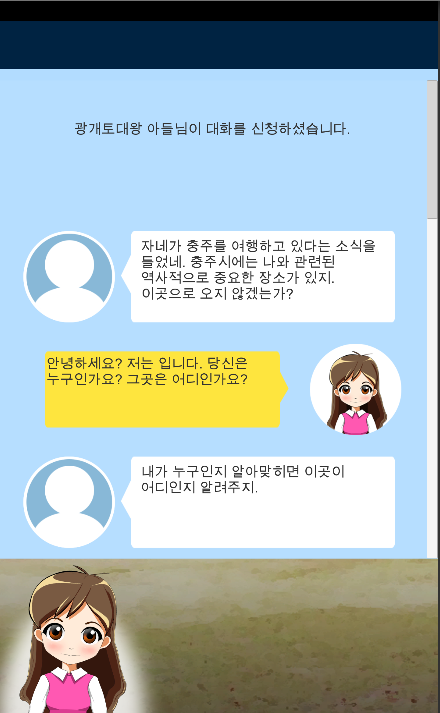 광개토대왕 아들님이 대화를 신청하셨습니다.
자네가 충주를 여행하고 있다는 소식을
들었네. 충주시에는 나와 관련된
역사적으로 중요한 장소가 있지.
이곳으로 오지 않겠는가?
안녕하세요? 저는 입니다. 당신은
누구인가요? 그곳은 어디인가요?
내가 누구인지 알아맞히면 이곳이
어디인지 알려주지.